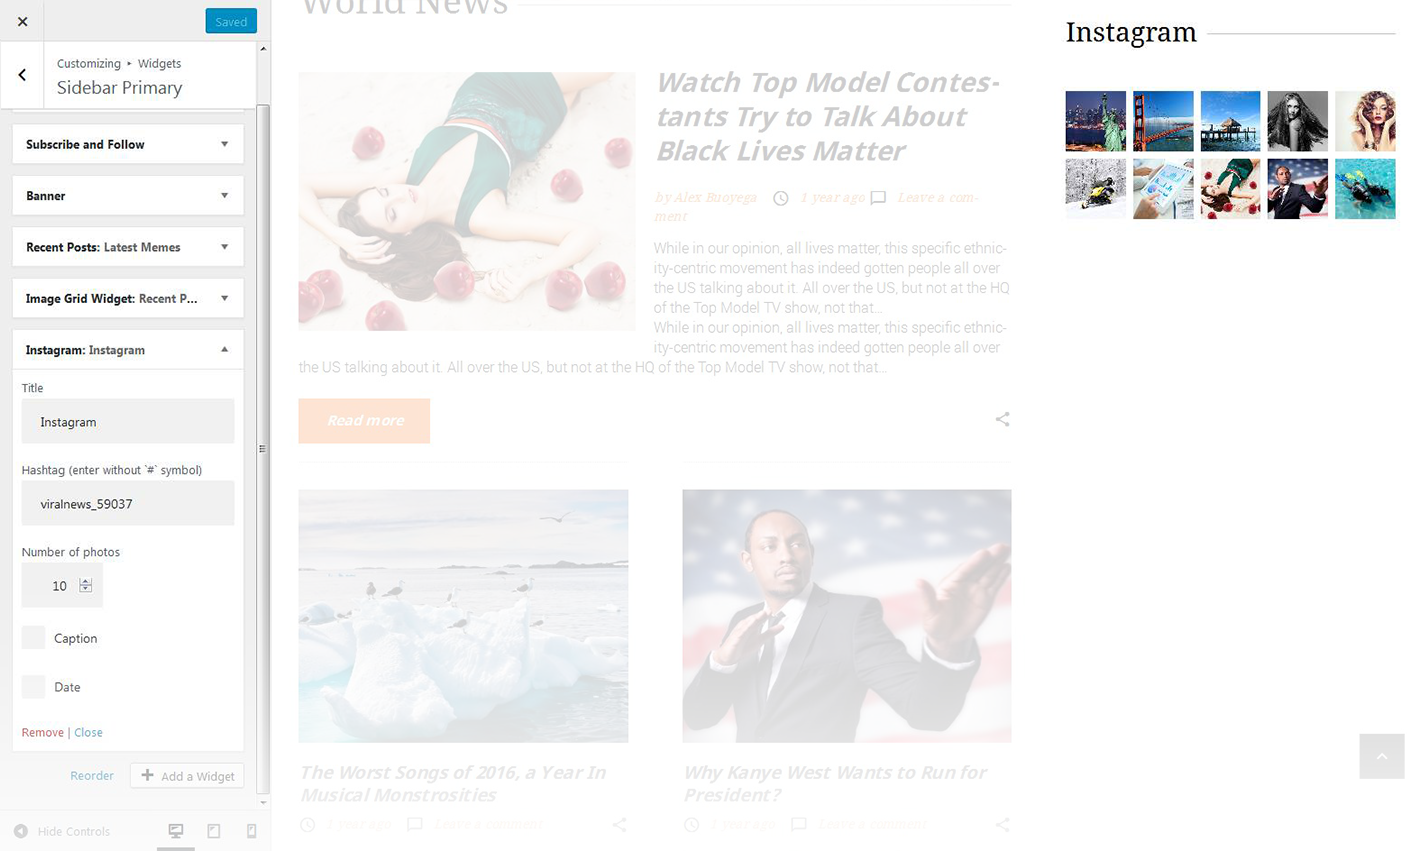 Saved
Customizing ▸ Widgets
Sidebar Primary
Subscribe and Follow
Banner
Recent Posts: Latest Memes
Image Grid Widget: Recent P...
Instagram: Instagram
Title
Instagram
Hashtag (enter without `#` symbol)
viralnews_59037
Number of photos
10
Caption
Date
Remove | Close
Reorder
Add a Widget
Hide Controls
World News
Watch Top Model Contes-
tants Try to Talk About
Black Lives Matter
by Alex Buoyega 1 year ago Leave a com-
ment
While in our opinion, all lives matter, this specific ethnic-
ity-centric movement has indeed gotten people all over
the US talking about it. All over the US, but not at the HQ
of the Top Model TV show, not that...
While in our opinion, all lives matter, this specific ethnic-
ity-centric movement has indeed gotten people all over
the US talking about it. All over the US, but not at the HQ of the Top Model TV show, not that...
Read more
The Worst Songs of 2016, a Year In
Musical Monstrosities
1 year ago Leave a comment
Why Kanye West Wants to Run for
President?
1 year ago Leave a comment
Instagram